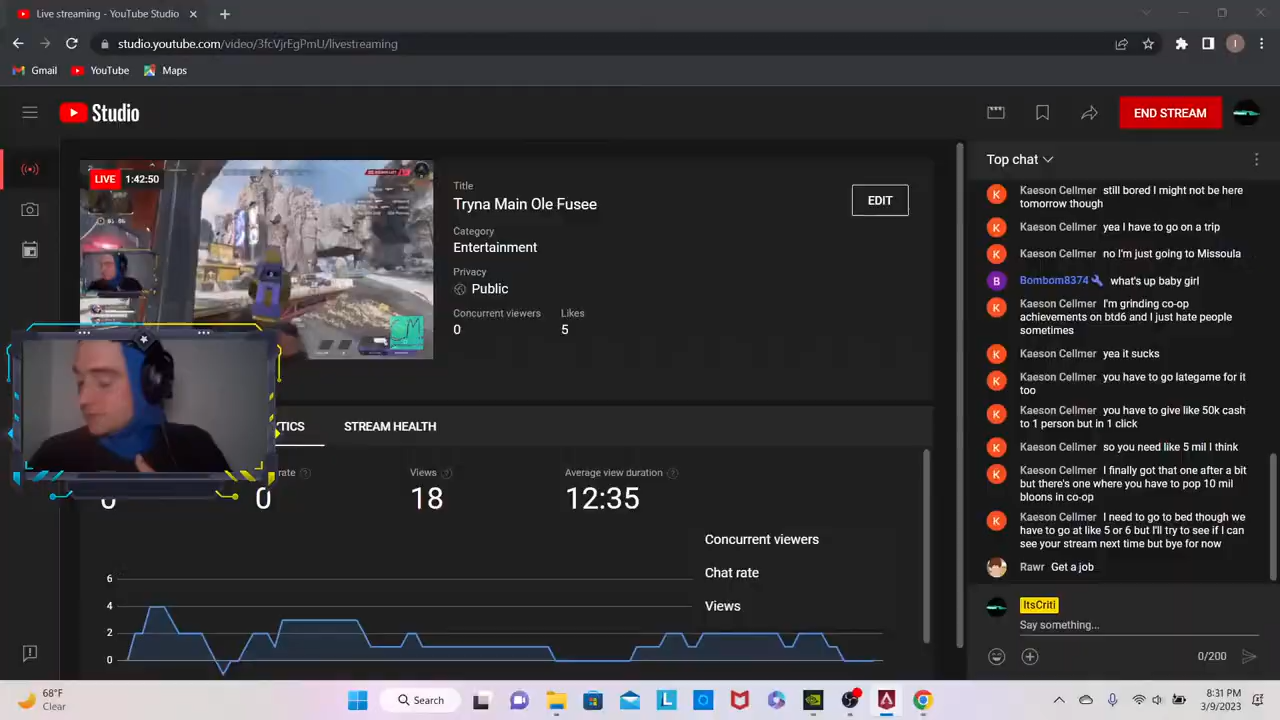 Live streaming - YouTube Studio
studio.youtube.com/video/3fcVjrEgPmU/livestreaming
Gmail
YouTube
Maps
Studio
END STREAM
LIVE 1:42:50
Title
Tryna Main Ole Fusee
EDIT
Category
Entertainment
Privacy
Public
Concurrent viewers
Likes
0
5
TICS
STREAM HEALTH
rate
Views
Average view duration
0
0
18
12:35
Concurrent viewers
Chat rate
Views
6
4
2
0
Top chat
Kaeson Cellmer still bored I might not be here
tomorrow though
Kaeson Cellmer yea I have to go on a trip
Kaeson Cellmer no I'm just going to Missoula
Bombom8374 what's up baby girl
Kaeson Cellmer I'm grinding co-op
achievements on btd6 and I just hate people
sometimes
Kaeson Cellmer yea it sucks
Kaeson Cellmer you have to go lategame for it
too
Kaeson Cellmer you have to give like 50k cash
to 1 person but in 1 click
Kaeson Cellmer so you need like 5 mil I think
Kaeson Cellmer I finally got that one after a bit
but there's one where you have to pop 10 mil
bloons in co-op
Kaeson Cellmer I need to go to bed though we
have to go at like 5 or 6 but I'll try to see if I can
see your stream next time but bye for now
Rawr Get a job
ItsCriti
Say something...
0/200
68°F
Clear
Search
8:31 PM
3/9/2023